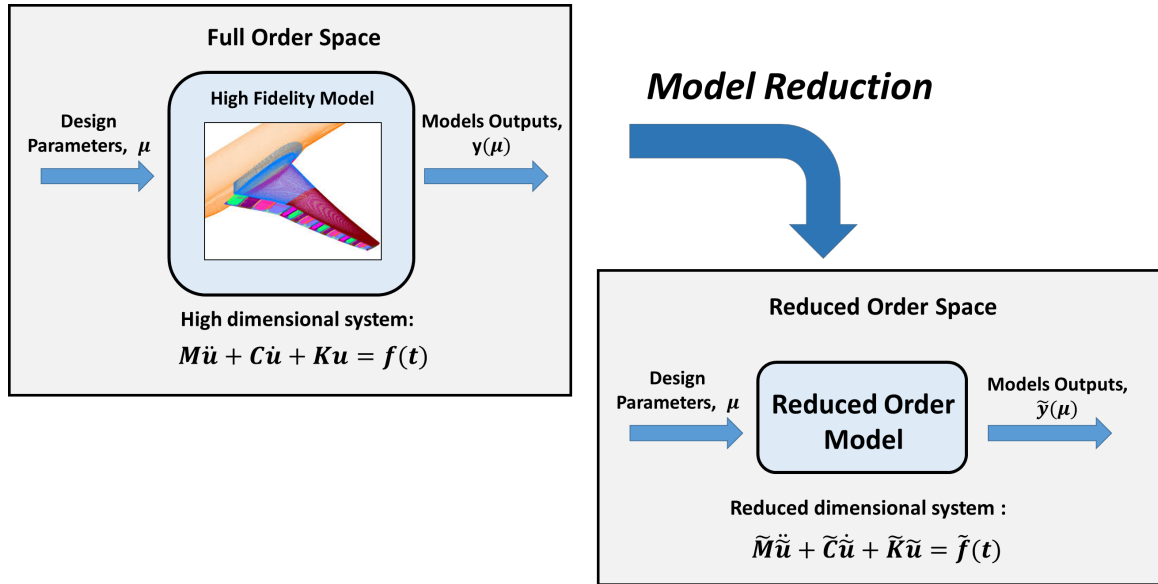 Full Order Space
High Fidelity Model
Design
Parameters, μ
Models Outputs,
y(μ)
High dimensional system:
Mü + Cu̇ + Ku = f(t)
Model Reduction
Reduced Order Space
Design
Parameters, μ
Reduced Order
Model
Models Outputs,
ỹ(μ)
Reduced dimensional system :
M̃ũ̈ + C̃ũ̇ + K̃ũ = f̃(t)